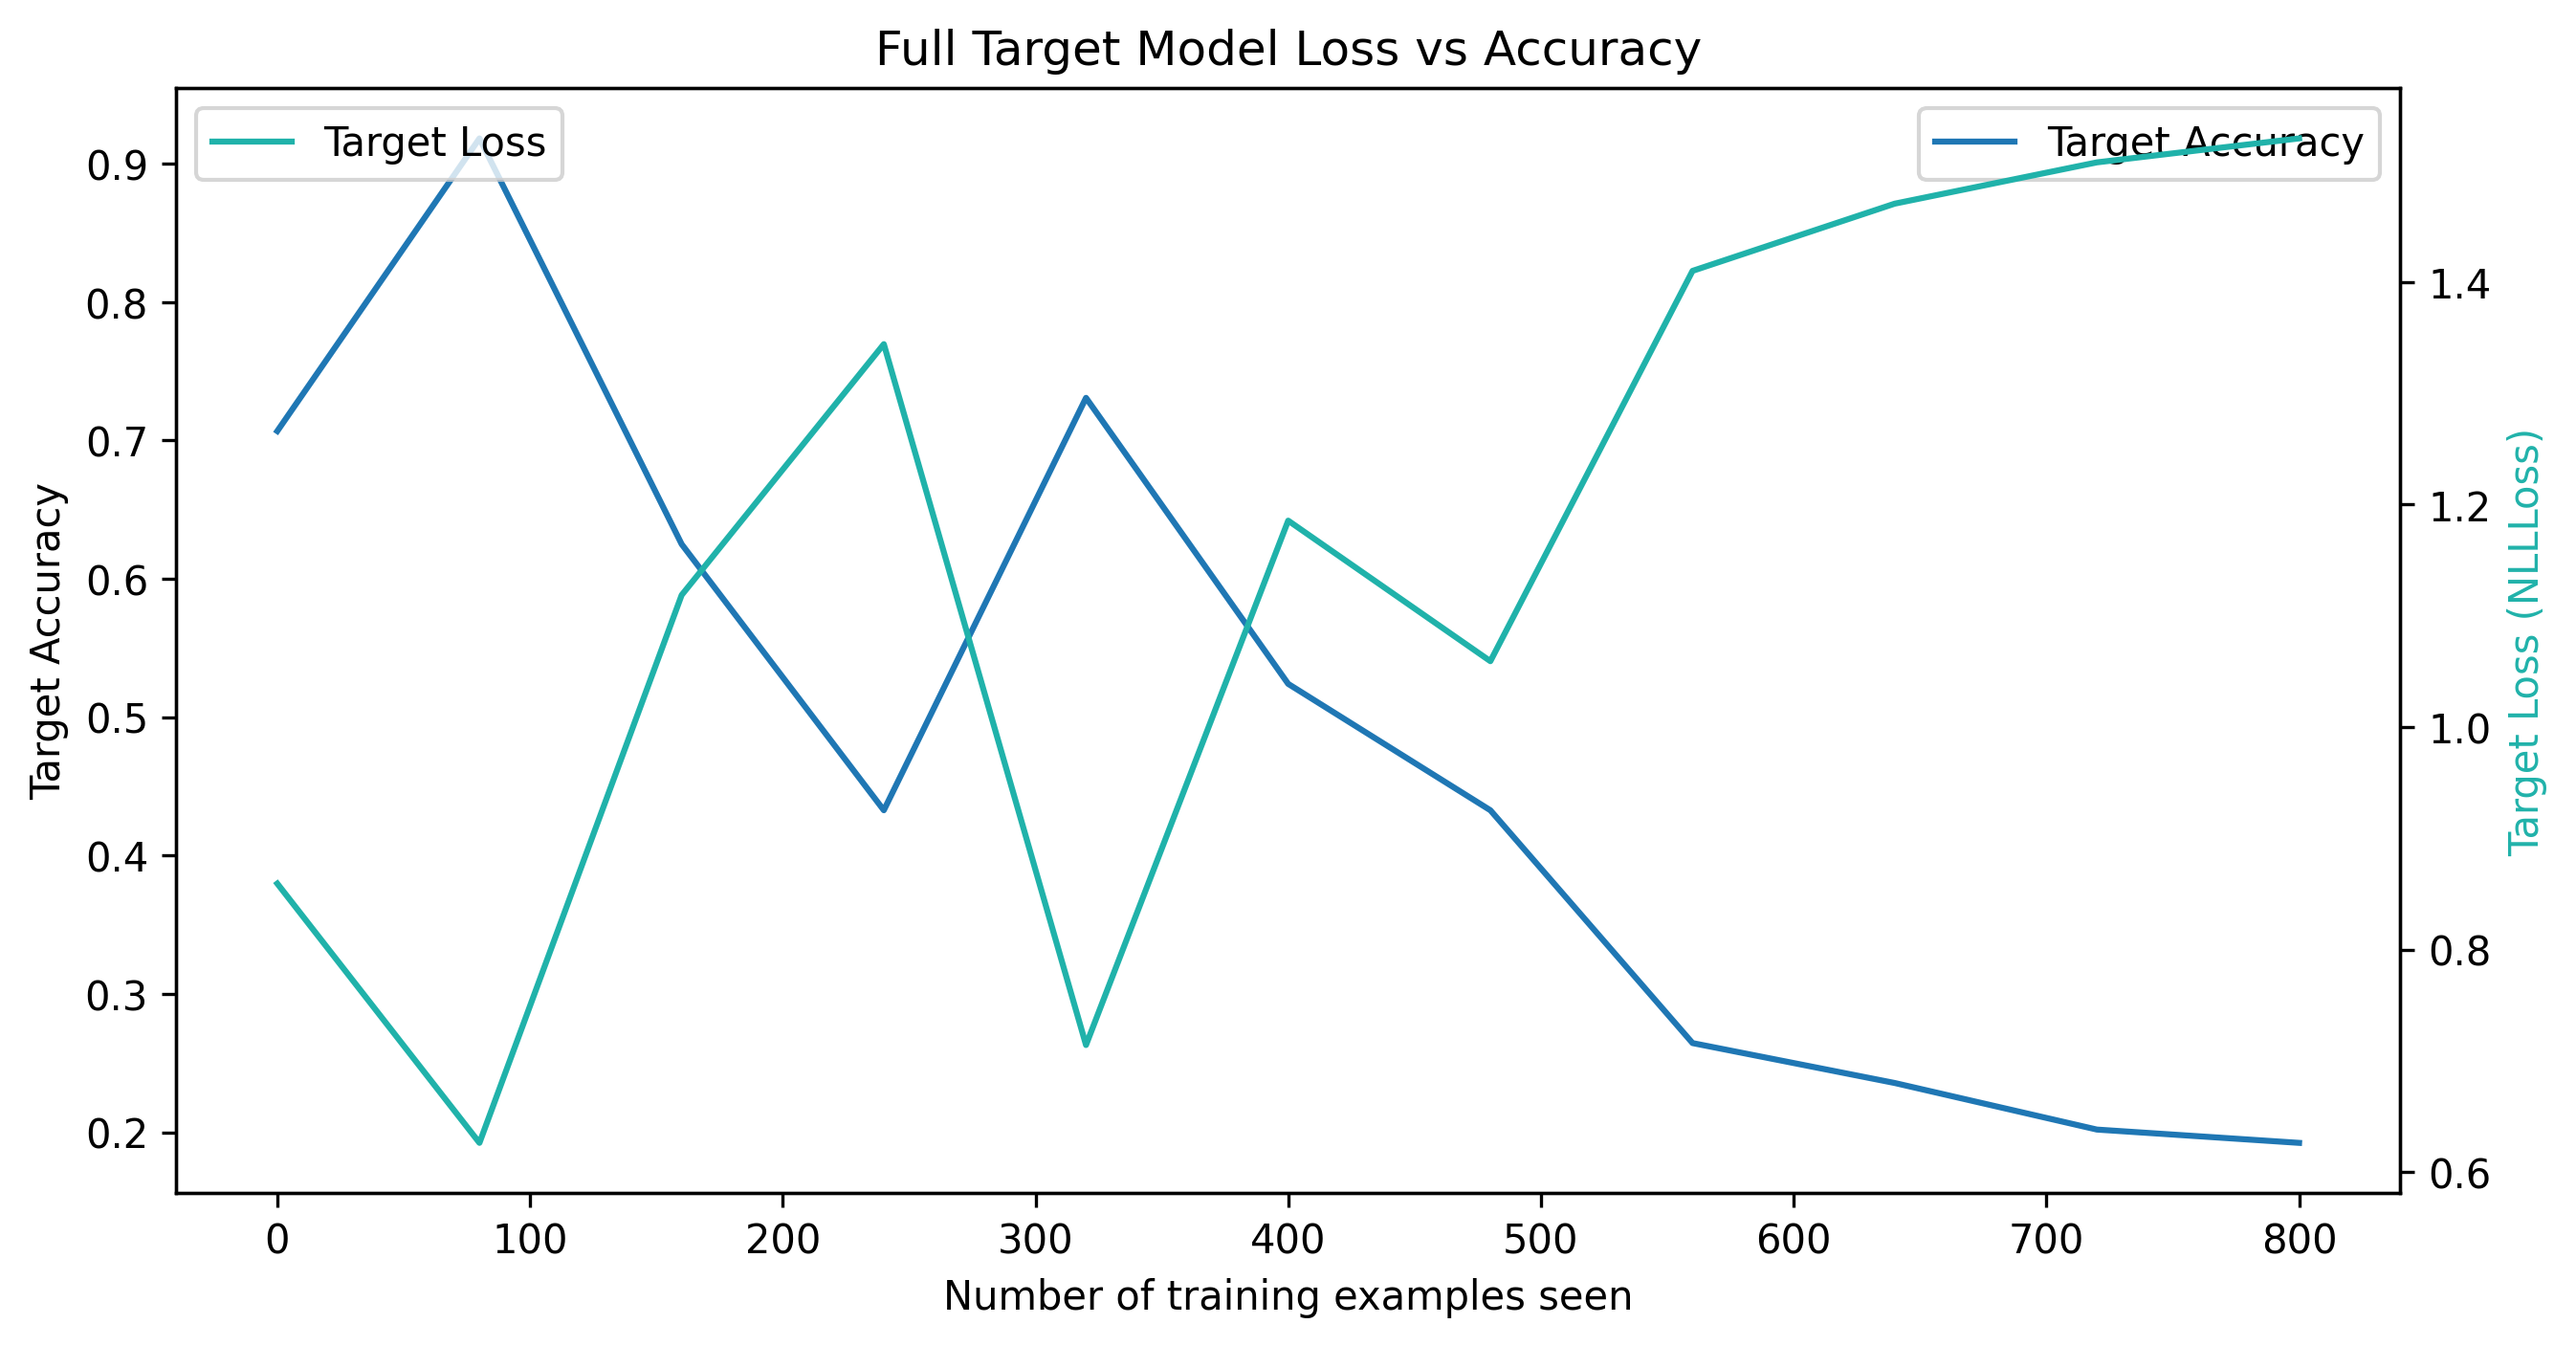 Full Target Model Loss vs Accuracy
Target Loss
Target Accuracy
0.9
0.8
0.7
0.6
0.5
0.4
0.3
0.2
Target Accuracy
1.4
1.2
1.0
0.8
0.6
Target Loss (NLLLoss)
0 100 200 300 400 500 600 700 800
Number of training examples seen